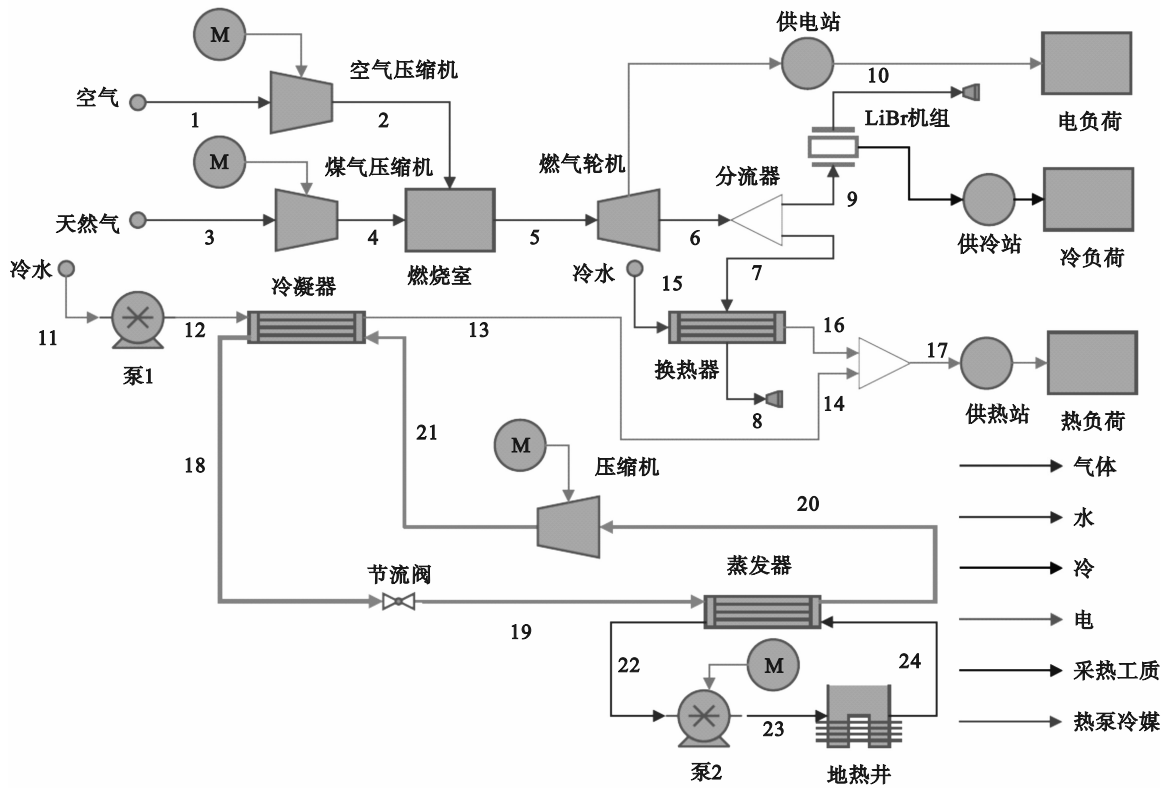 M
供电站
空气压缩机
10
空气
1
2
LiBr机组
电负荷
M
煤气压缩机
燃气轮机
分流器
9
天然气
3
4
5
6
供冷站
冷负荷
冷水
冷凝器
燃烧室
冷水
15
7
11
12
13
16
17
泵1
换热器
8
14
供热站
热负荷
21
M
压缩机
18
20
气体
水
节流阀
蒸发器
冷
19
电
22
M
24
采热工质
23
热泵冷媒
泵2
地热井